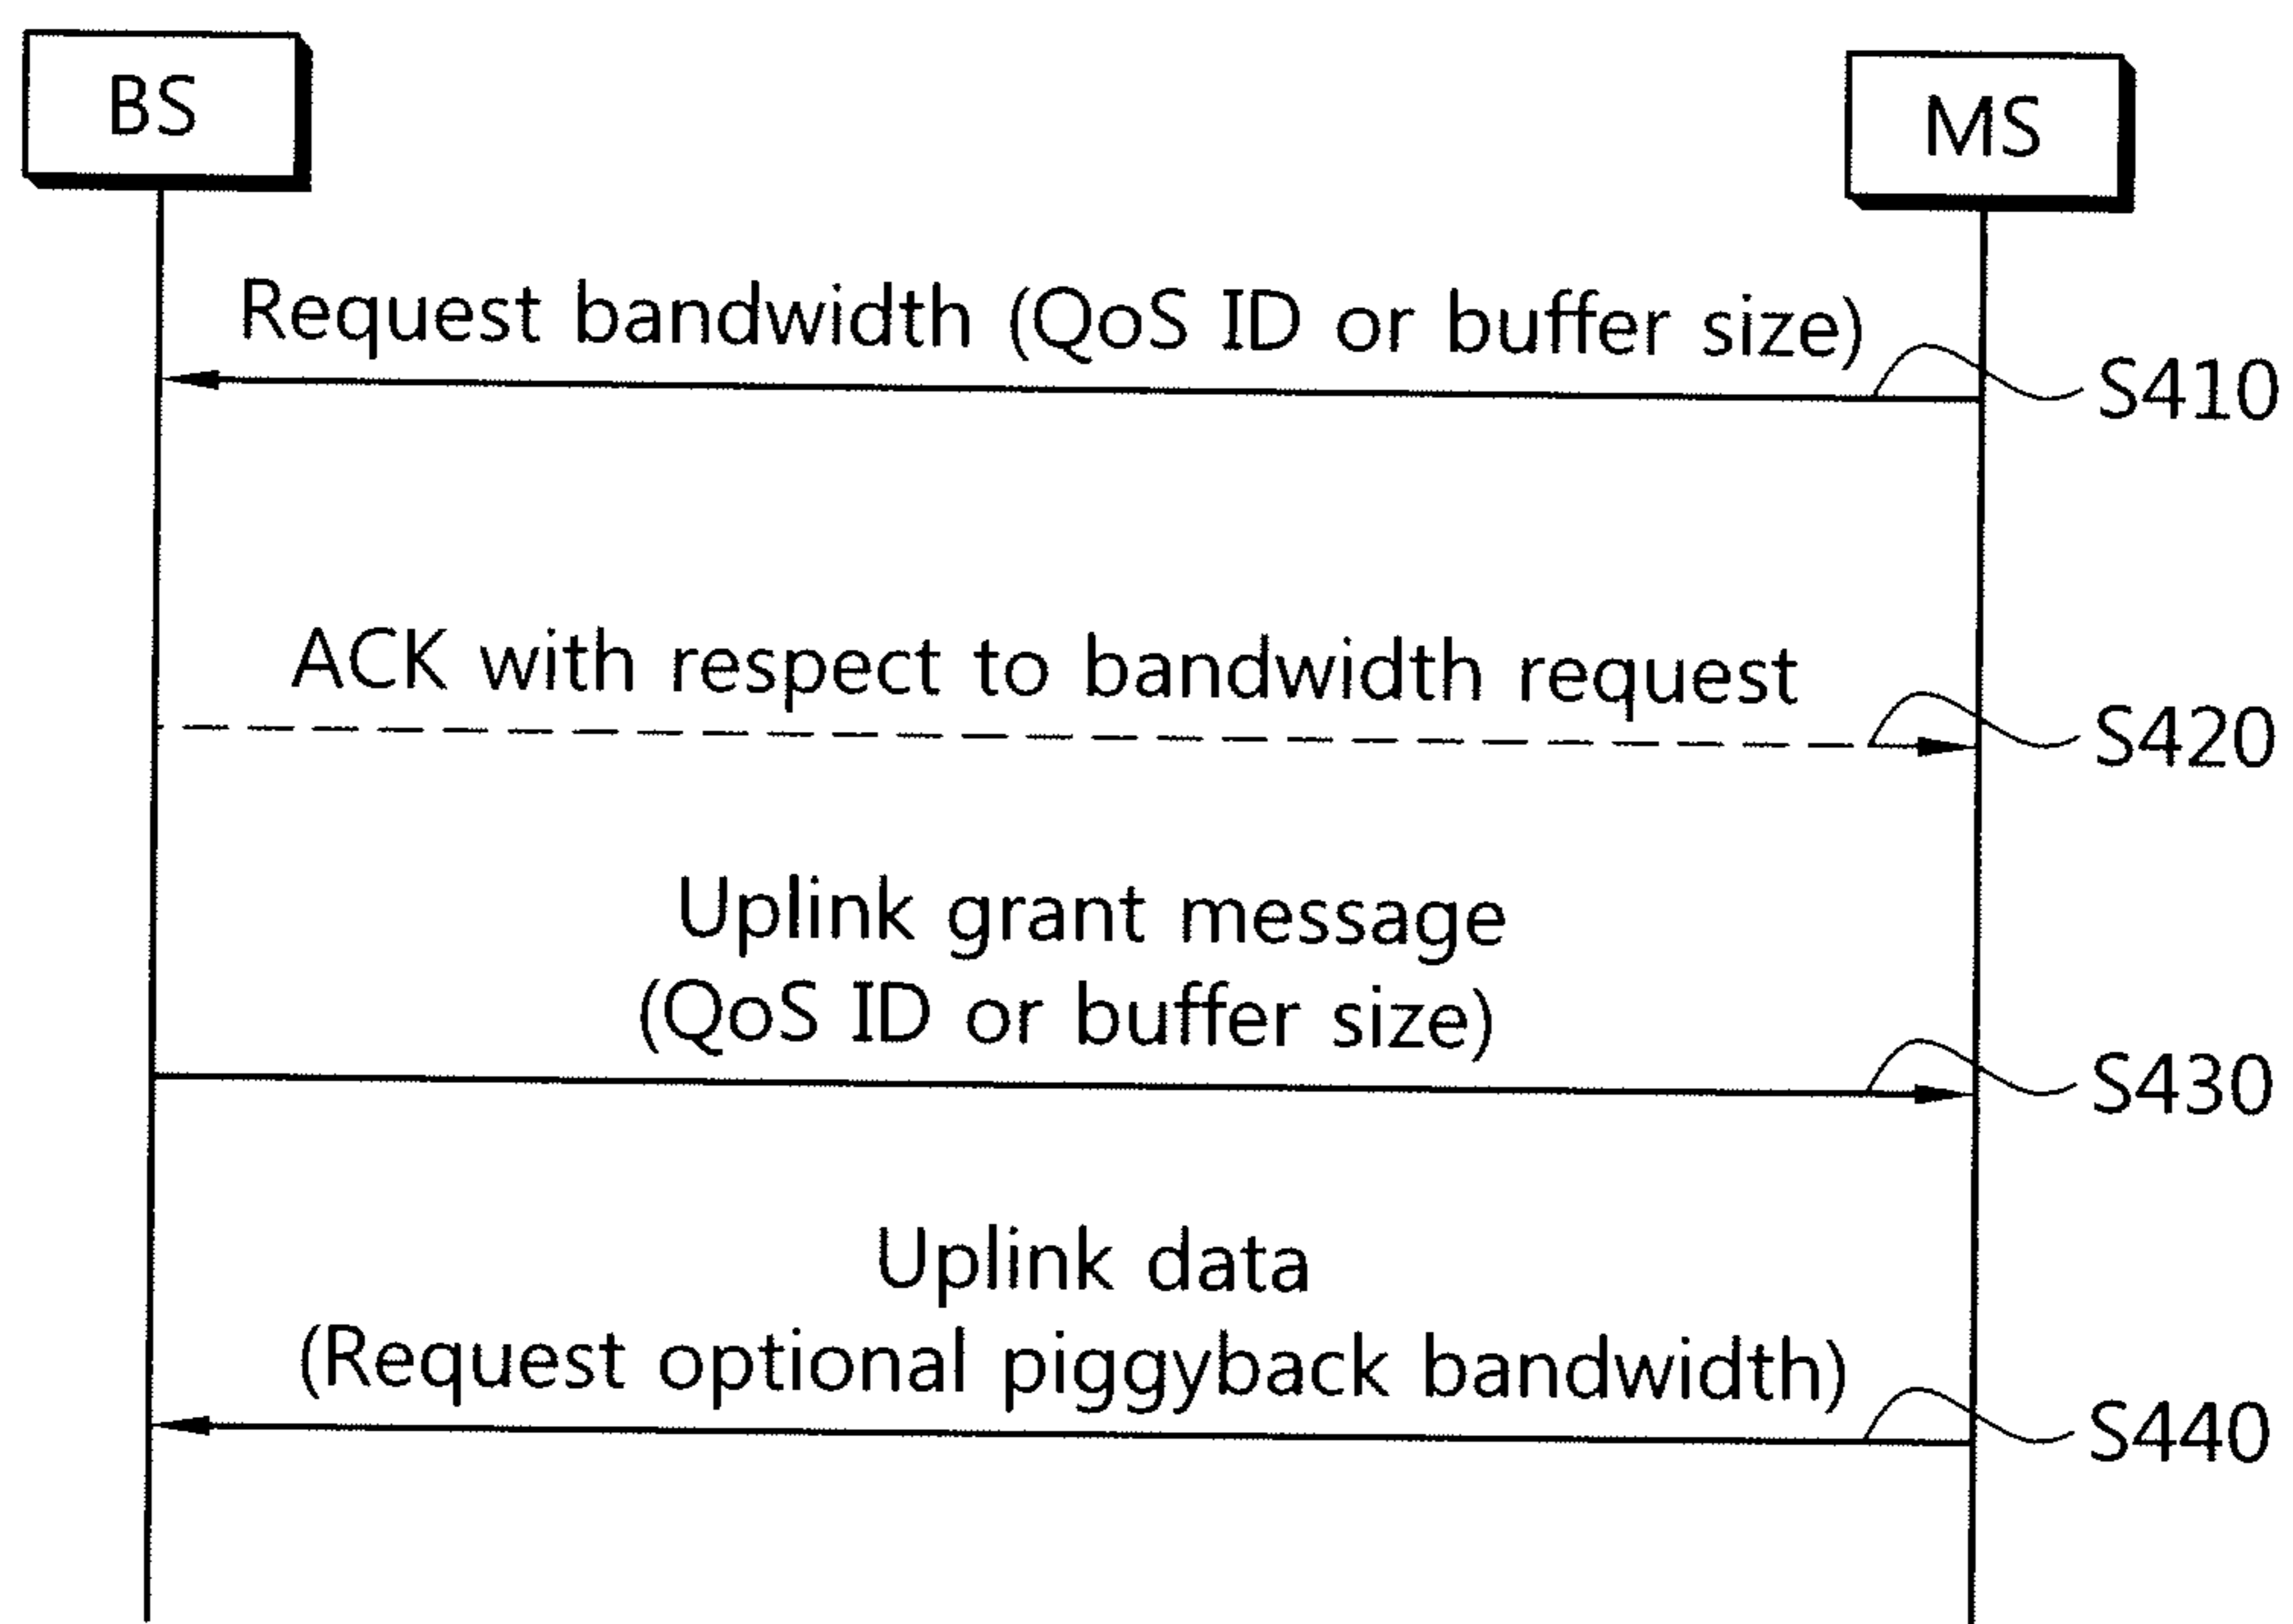 BS
MS
Request bandwidth (QoS ID or buffer size)
S410
ACK with respect to bandwidth request
S420
Uplink grant message
(QoS ID or buffer size)
S430
Uplink data
(Request optional piggyback bandwidth)
S440